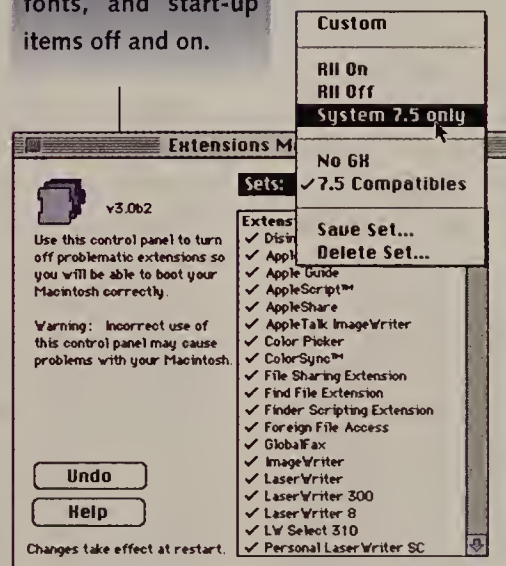 fonts, and start-up
items off and on.
Custom
All On
All Off
System 7.5 only
No GX
✓ 7.5 Compatibles
Save Set...
Delete Set...
Extensions
Sets:
v3.0b2
Use this control panel to turn
off problematic extensions so
you will be able to boot your
Macintosh correctly.
Warning: Incorrect use of
this control panel may cause
problems with your Macintosh.
Undo
Help
Changes take effect at restart.
✓ Apple Guide
✓ AppleScript™
✓ AppleShare
✓ AppleTalk ImageWriter
✓ Color Picker
✓ ColorSync™
✓ File Sharing Extension
✓ Find File Extension
✓ Finder Scripting Extension
✓ Foreign File Access
✓ GlobalFax
✓ ImageWriter
✓ LaserWriter
✓ LaserWriter 300
✓ LaserWriter 8
✓ LW Select 310
✓ Personal LaserWriter SC